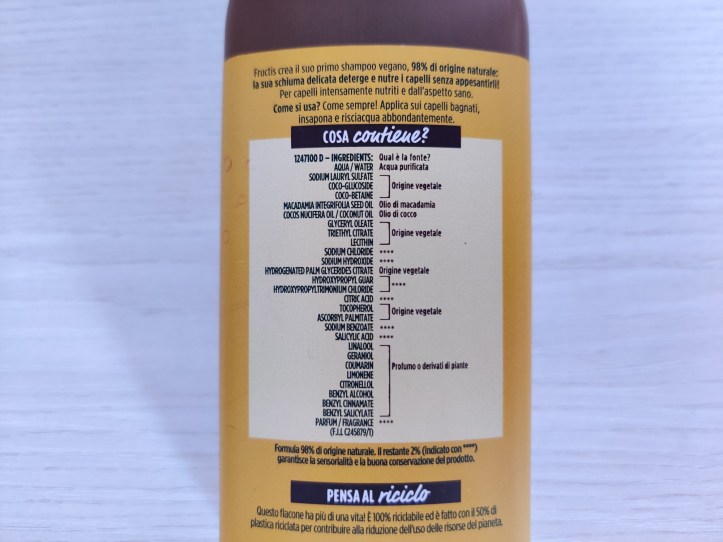 Fructis crea il suo primo shampoo vegano, 98% di origine naturale:
la sua schiuma delicata deterge e nutre i capelli senza appesantirli!
Per capelli intensamente nutriti e dall'aspetto sano.
Come si usa? Come sempre! Applica sui capelli bagnati,
insapona e risciacqua abbondantemente.
COSA contiene?
1247100 D – INGREDIENTS: Qual è la fonte?
AQUA / WATER Acqua purificata
SODIUM LAURYL SULFATE
COCO-GLUCOSIDE Origine vegetale
COCO-BETAINE
MACADAMIA INTEGRIFOLIA SEED OIL Olio di macadamia
COCOS NUCIFERA OIL / COCONUT OIL Olio di cocco
GLYCERYL OLEATE
TRIETHYL CITRATE Origine vegetale
LECITHIN
SODIUM CHLORIDE ****
SODIUM HYDROXIDE ****
HYDROGENATED PALM GLYCERIDES CITRATE Origine vegetale
HYDROXYPROPYL GUAR
HYDROXYPROPYLTRIMONIUM CHLORIDE ****
CITRIC ACID ****
TOCOPHEROL
ASCORBYL PALMITATE Origine vegetale
SODIUM BENZOATE ****
SALICYLIC ACID ****
LINALOOL
GERANIOL
COUMARIN Profumo o derivati di piante
LIMONENE
CITRONELLOL
BENZYL ALCOHOL
BENZYL CINNAMATE
BENZYL SALICYLATE
PARFUM / FRAGRANCE ****
(F.I.L C245879/1)
Formula 98% di origine naturale. Il restante 2% (indicato con ****)
garantisce la sensorialità e la buona conservazione del prodotto.
PENSA AL riciclo
Questo flacone ha più di una vita! È 100% riciclabile ed è fatto con il 50% di
plastica riciclata per contribuire alla riduzione dell'uso delle risorse del pianeta.